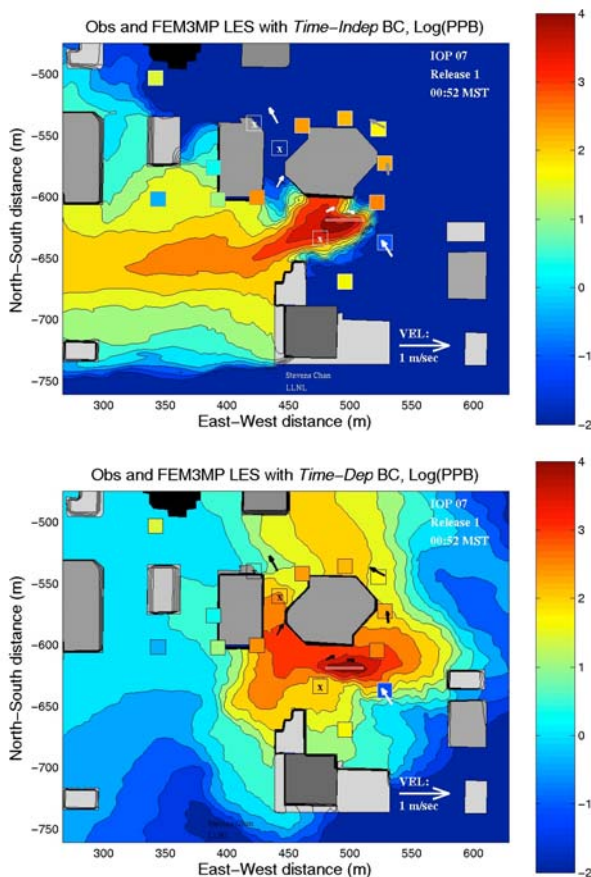 Obs and FEM3MP LES with Time-Indep BC, Log(PPB)
IOP 07
Release 1
00:52 MST
x
x
x
VEL:
1 m/sec
Stevens Chan
LLNL
-500
-550
-600
-650
-700
-750
North-South distance (m)
300 350 400 450 500 550 600
East-West distance (m)
4
3
2
1
0
-1
-2
Obs and FEM3MP LES with Time-Dep BC, Log(PPB)
IOP 07
Release 1
00:52 MST
x
x
x
VEL:
1 m/sec
Stevens Chan
LLNL
-500
-550
-600
-650
-700
-750
North-South distance (m)
300 350 400 450 500 550 600
East-West distance (m)
4
3
2
1
0
-1
-2